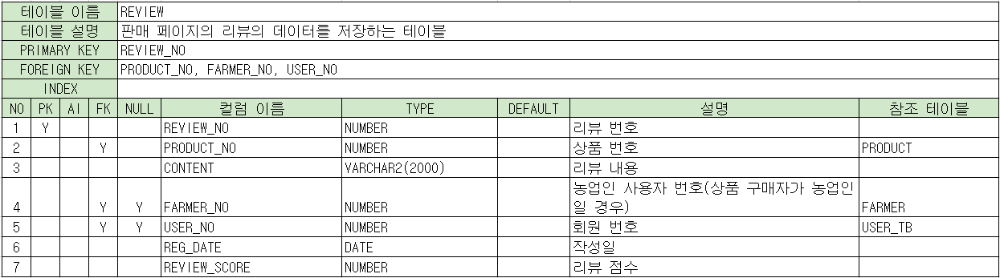 테이블 이름 REVIEW
테이블 설명 판매 페이지의 리뷰의 데이터를 저장하는 테이블
PRIMARY KEY REVIEW_NO
FOREIGN KEY PRODUCT_NO, FARMER_NO, USER_NO
INDEX
NO PK AI FK NULL 컬럼 이름 TYPE DEFAULT 설명 참조 테이블
1 Y REVIEW_NO NUMBER 리뷰 번호
2 Y PRODUCT_NO NUMBER 상품 번호 PRODUCT
3 CONTENT VARCHAR2(2000) 리뷰 내용
농업인 사용자 번호(상품 구매자가 농업인
4 Y Y FARMER_NO NUMBER 일 경우) FARMER
5 Y Y USER_NO NUMBER 회원 번호 USER_TB
6 REG_DATE DATE 작성일
7 REVIEW_SCORE NUMBER 리뷰 점수